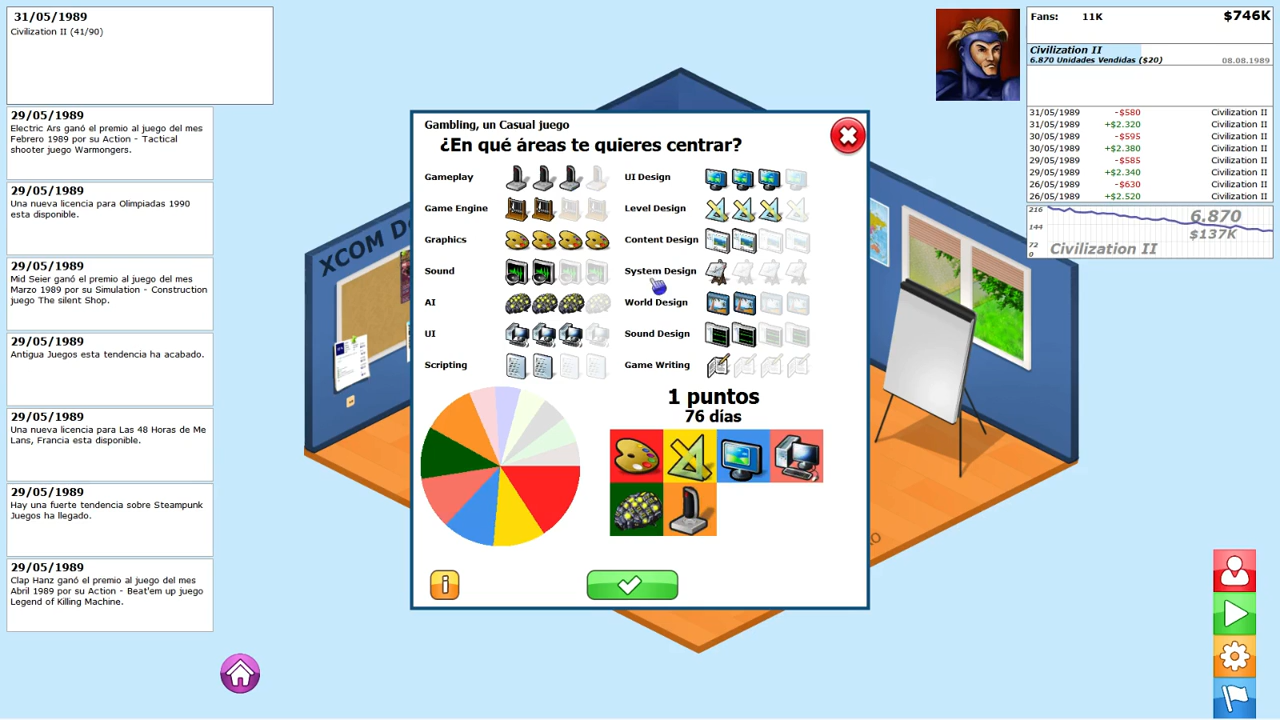 31/05/1989
Civilization II (41/90)
29/05/1989
Electric Ars ganó el premio al juego del mes
Febrero 1989 por su Action - Tactical
shooter juego Warmongers.
29/05/1989
Una nueva licencia para Olimpiadas 1990
esta disponible.
29/05/1989
Mid Seier ganó el premio al juego del mes
Marzo 1989 por su Simulation - Construction
juego The silent Shop.
29/05/1989
Antigua Juegos esta tendencia ha acabado.
29/05/1989
Una nueva licencia para Las 48 Horas de Me
Lans, Francia esta disponible.
29/05/1989
Hay una fuerte tendencia sobre Steampunk
Juegos ha llegado.
29/05/1989
Clap Hanz ganó el premio al juego del mes
Abril 1989 por su Action - Beat'em up juego
Legend of Killing Machine.
XCOM
Gambling, un Casual juego
¿En qué áreas te quieres centrar?
Gameplay
UI Design
Game Engine
Level Design
Graphics
Content Design
Sound
System Design
AI
World Design
UI
Sound Design
Scripting
Game Writing
1 puntos
76 días
Fans: 11K $746K
Civilization II
6.870 Unidades Vendidas ($20) 08.08.1989
31/05/1989 -$580 Civilization II
31/05/1989 +$2.320 Civilization II
30/05/1989 -$595 Civilization II
30/05/1989 +$2.380 Civilization II
29/05/1989 -$585 Civilization II
29/05/1989 +$2.340 Civilization II
26/05/1989 -$630 Civilization II
26/05/1989 +$2.520 Civilization II
216
144
72
0
6.870
$137K
Civilization II